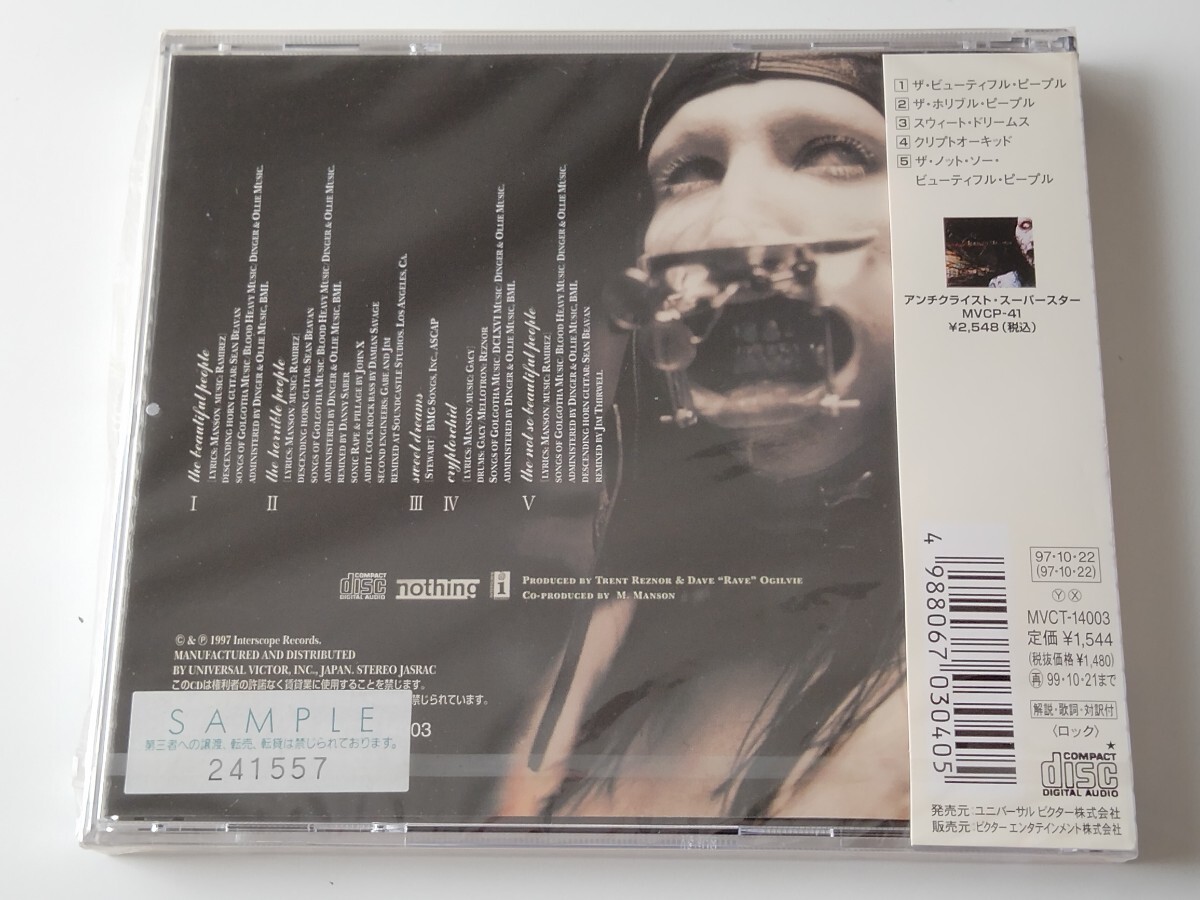 I
the beautiful people
[LYRICS: MANSON, MUSIC: RAMIREZ]
DESCENDING HORN GUITAR: SEAN BEAVAN
SONGS OF GOLGOTHA MUSIC/BLOOD HEAVY MUSIC/DINGER & OLLIE MUSIC.
ADMINISTERED BY DINGER & OLLIE MUSIC, BMI.
II
the horrible people
[LYRICS: MANSON, MUSIC: RAMIREZ]
DESCENDING HORN GUITAR: SEAN BEAVAN
SONGS OF GOLGOTHA MUSIC/BLOOD HEAVY MUSIC/DINGER & OLLIE MUSIC.
ADMINISTERED BY DINGER & OLLIE MUSIC, BMI.
REMIXED BY DANNY SABER
SONIC RAPE & PILLAGE BY JOHN X
ADDTL COCK ROCK BASS BY DAMIAN SAVAGE
SECOND ENGINEERS: GABE AND JIM
REMIXED AT SOUNDCASTLE STUDIOS, LOS ANGELES, CA.
III
sweet dreams
[STEWART] BMG SONGS, INC., ASCAP
IV
cryptorchid
[LYRICS: MANSON, MUSIC: GACY]
DRUMS: GACY/MELLOTRON: REZNOR
SONGS OF GOLGOTHA MUSIC/DCLXVI MUSIC/DINGER & OLLIE MUSIC.
ADMINISTERED BY DINGER & OLLIE MUSIC, BMI.
V
the not so beautiful people
[LYRICS: MANSON, MUSIC: RAMIREZ]
SONGS OF GOLGOTHA MUSIC/BLOOD HEAVY MUSIC/DINGER & OLLIE MUSIC.
ADMINISTERED BY DINGER & OLLIE MUSIC, BMI.
DESCENDING HORN GUITAR: SEAN BEAVAN
REMIXED BY JIM THIRWELL
COMPACT
disc
DIGITAL AUDIO
nothing
i
PRODUCED BY TRENT REZNOR & DAVE “RAVE” OGILVIE
CO-PRODUCED BY M. MANSON
© & ℗ 1997 Interscope Records.
MANUFACTURED AND DISTRIBUTED
BY UNIVERSAL VICTOR, INC., JAPAN. STEREO JASRAC
このCDは権利者の許諾なく賃貸業に使用することを禁じます。
禁じられています。
03
SAMPLE
第三者への譲渡、転売、転貸は禁じられております。
241557
1 ザ・ビューティフル・ピープル
2 ザ・ホリブル・ピープル
3 スウィート・ドリームス
4 クリプトオーキッド
5 ザ・ノット・ソー・
ビューティフル・ピープル
アンチクライスト・スーパースター
MVCP-41
¥2,548(税込)
4 988067 030405
97・10・22
(97・10・22)
Ⓨ Ⓧ
MVCT-14003
定価 ¥1,544
(税抜価格 ¥1,480)
㊢ 99・10・21まで
解説・歌詞・対訳付
〈ロック〉
★
COMPACT
disc
DIGITAL AUDIO
発売元:ユニバーサル ビクター株式会社
販売元:ビクター エンタテインメント株式会社